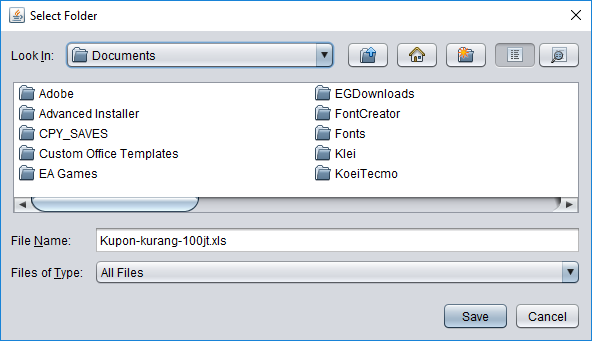 Select Folder
Look In: Documents
Adobe
Advanced Installer
CPY_SAVES
Custom Office Templates
EA Games
EGDownloads
FontCreator
Fonts
Klei
KoeiTecmo
File Name: Kupon-kurang-100jt.xls
Files of Type: All Files
Save Cancel